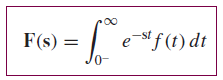 F(s) = ∫₀₋^∞ e^{-st} f(t) dt